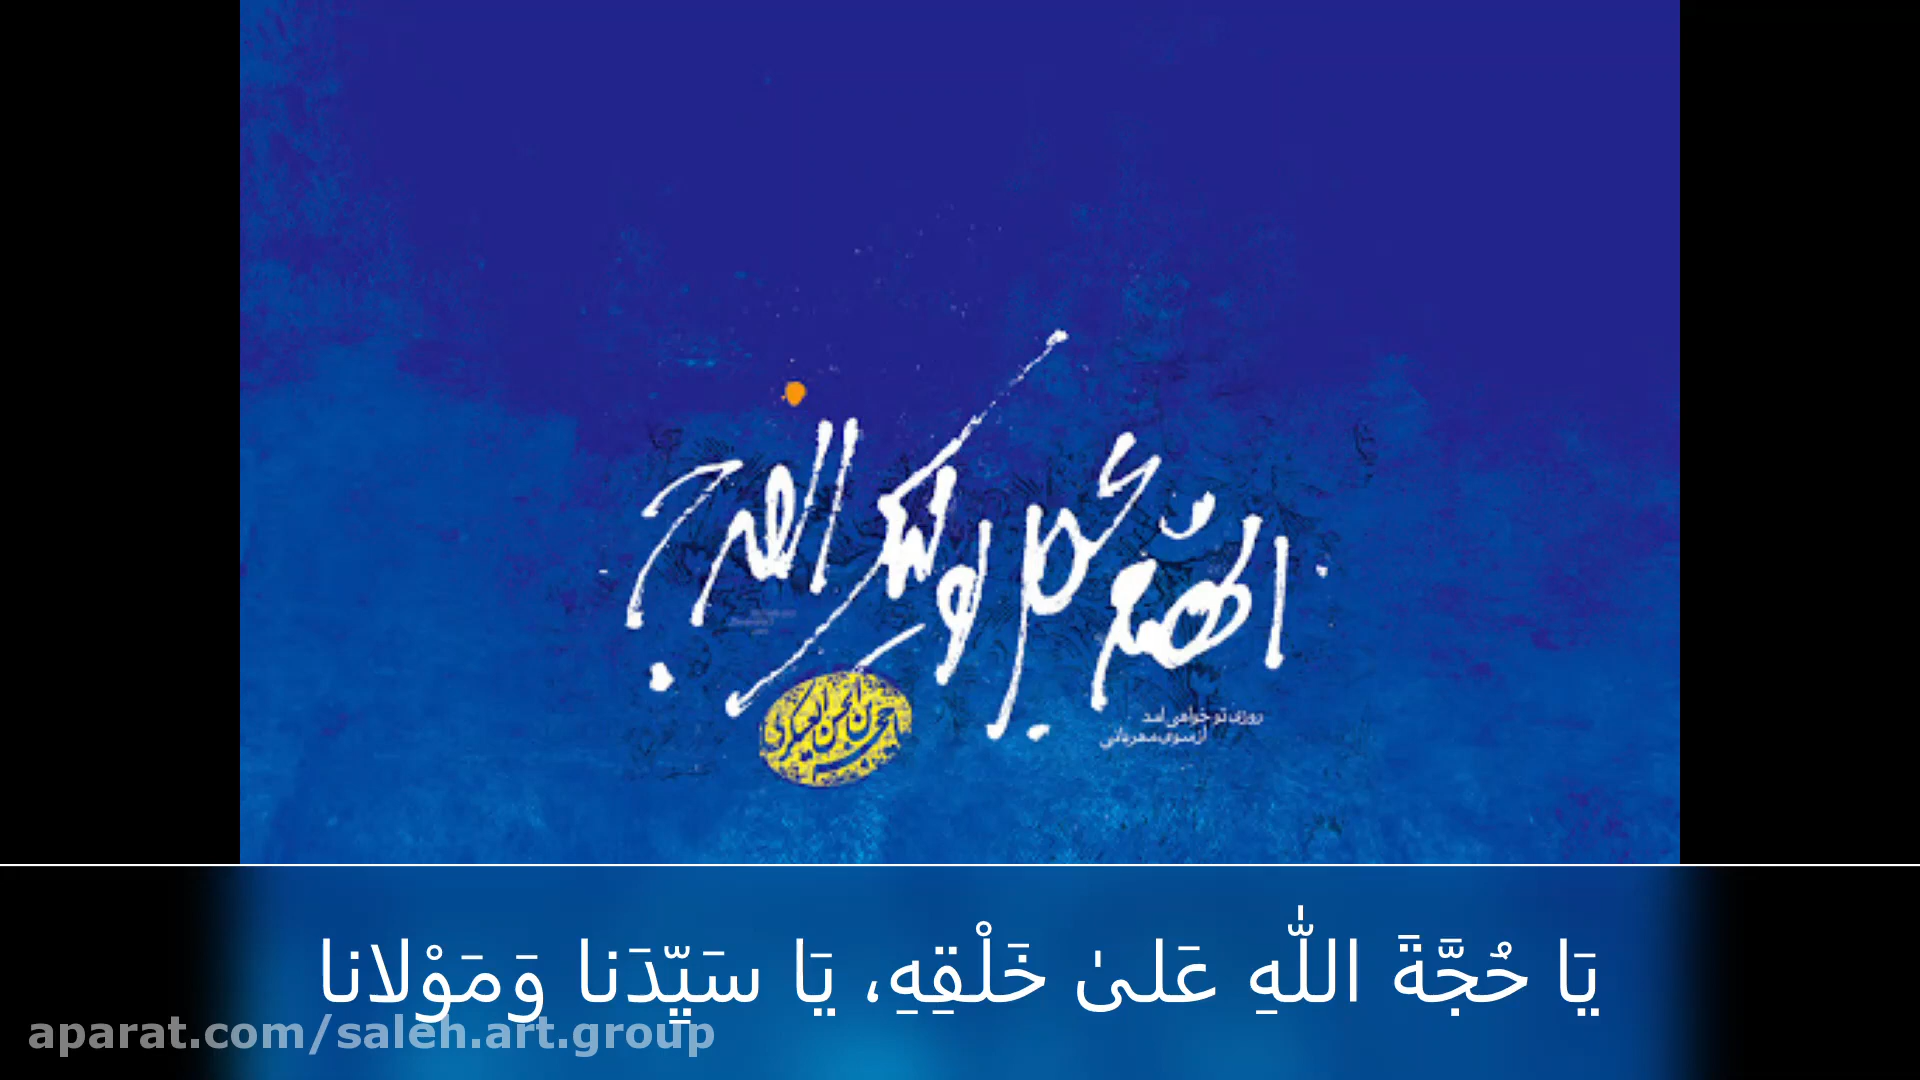 اللهم عجل لولیک الفرج
روزی تو خواهی آمد
از سوی مهربانی
يَا حُجَّةَ اللّٰهِ عَلىٰ خَلْقِهِ، يَا سَيِّدَنا وَمَوْلانا
aparat.com/saleh.art.group